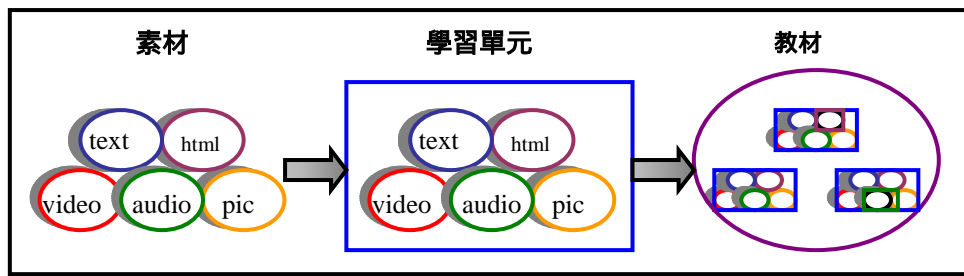 素材
學習單元
教材
text
html
video
audio
pic
text
html
video
audio
pic